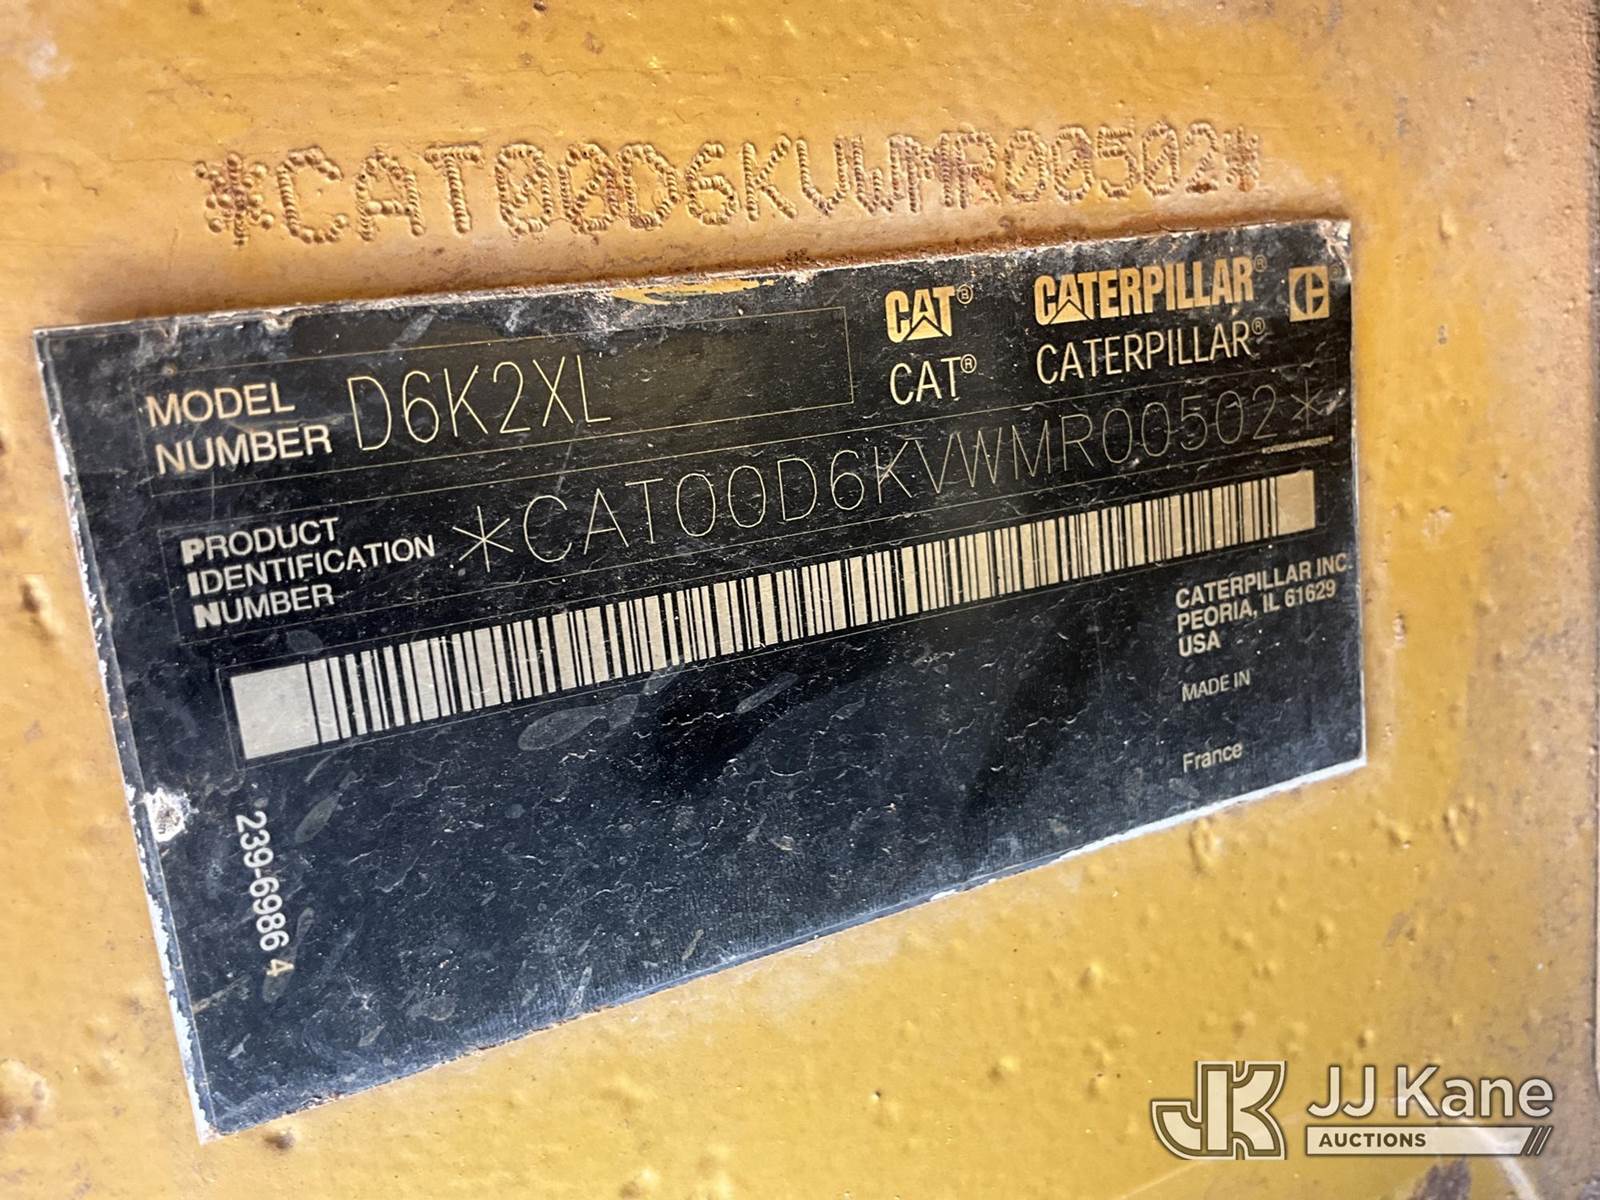 *CAT00D6KVWMR00502*
CAT® CATERPILLAR®
CAT® CATERPILLAR®
MODEL NUMBER D6K2XL
PRODUCT IDENTIFICATION NUMBER *CAT00D6KVWMR00502*
CATERPILLAR INC.
PEORIA, IL 61629
USA
MADE IN
France
239-6986 4
JK JJ Kane
AUCTIONS